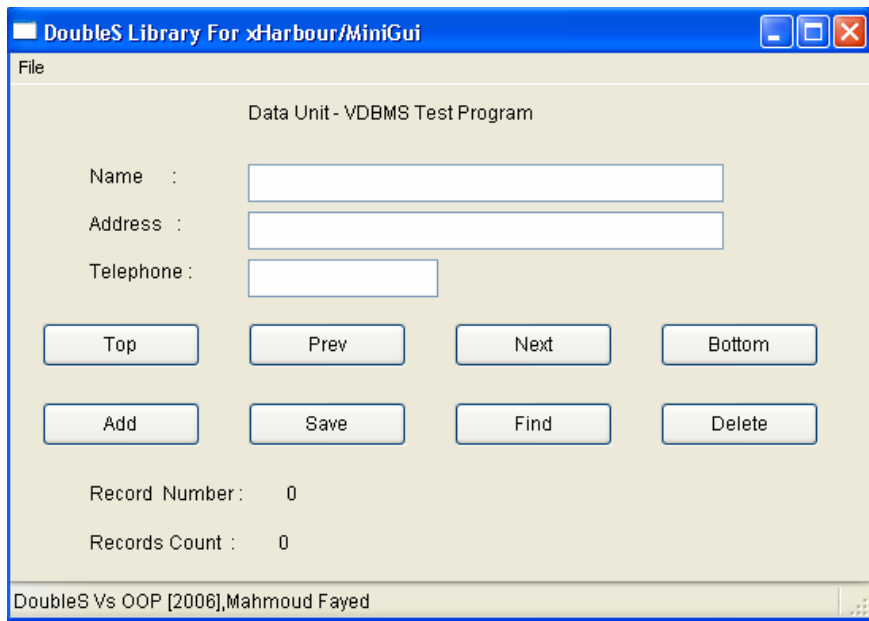 DoubleS Library For xHarbour/MiniGui
File
Data Unit - VDBMS Test Program
Name :
Address :
Telephone :
Top Prev Next Bottom
Add Save Find Delete
Record Number : 0
Records Count : 0
DoubleS Vs OOP [2006],Mahmoud Fayed